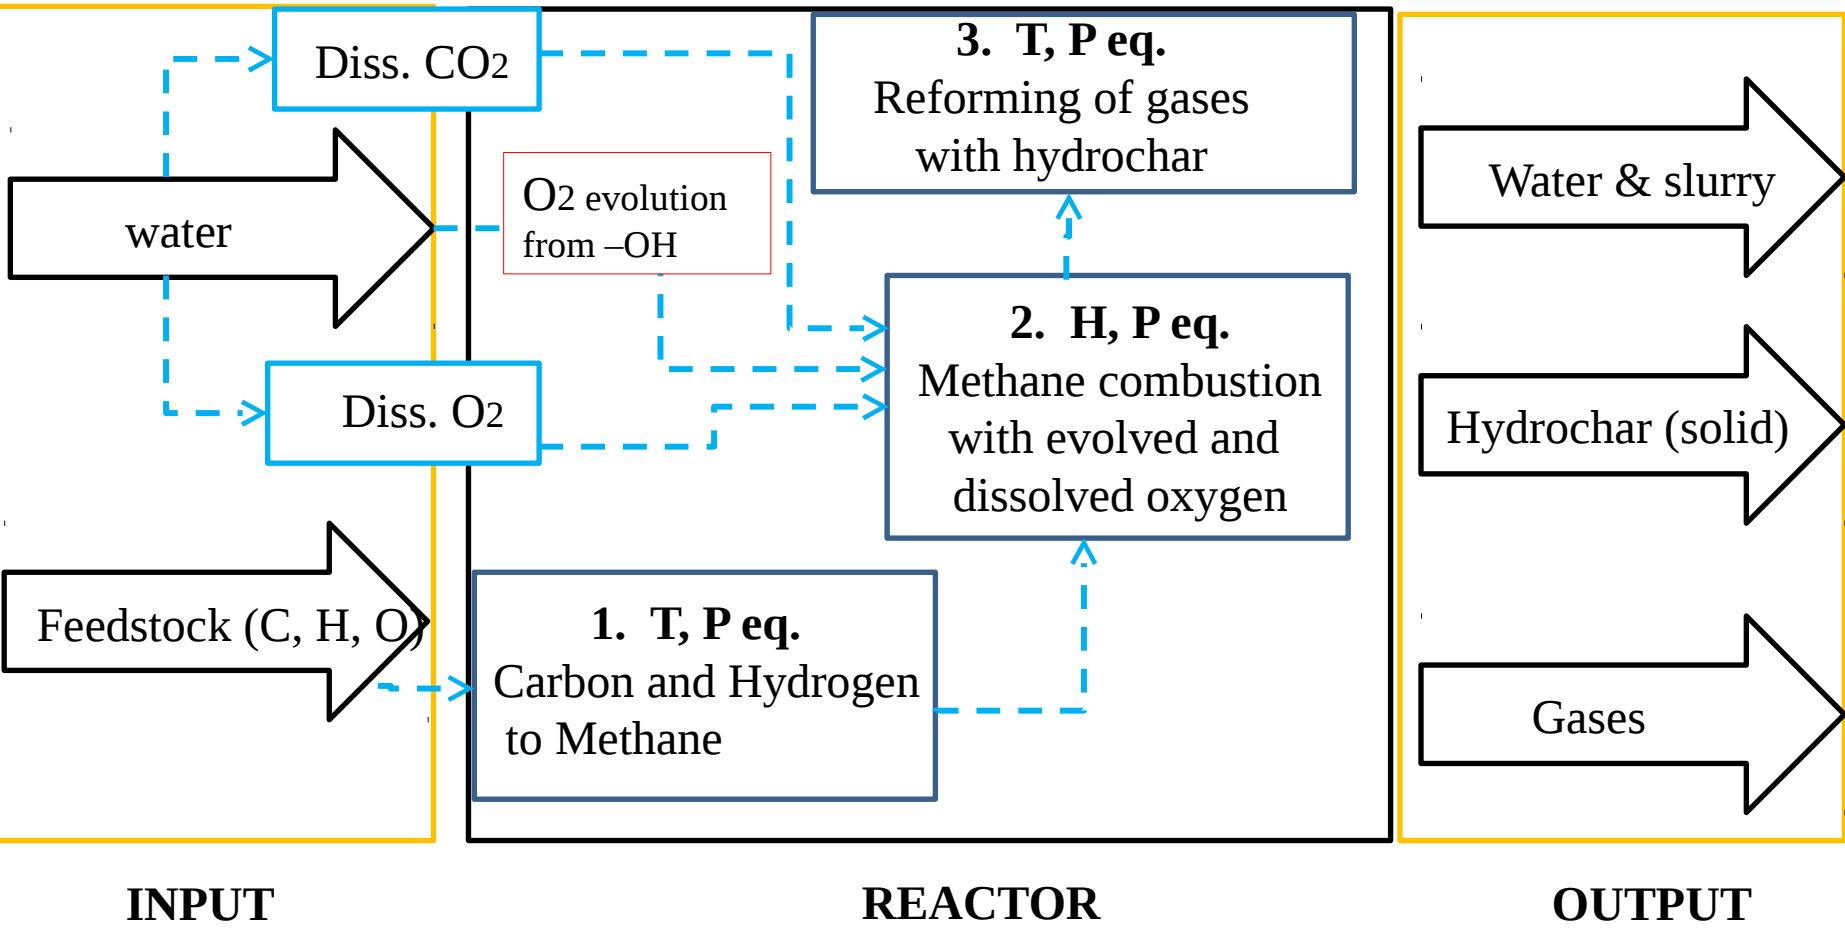 Diss. CO2
water
O2 evolution
from –OH
Diss. O2
Feedstock (C, H, O)
1. T, P eq.
Carbon and Hydrogen
to Methane
2. H, P eq.
Methane combustion
with evolved and
dissolved oxygen
3. T, P eq.
Reforming of gases
with hydrochar
Water & slurry
Hydrochar (solid)
Gases
INPUT
REACTOR
OUTPUT